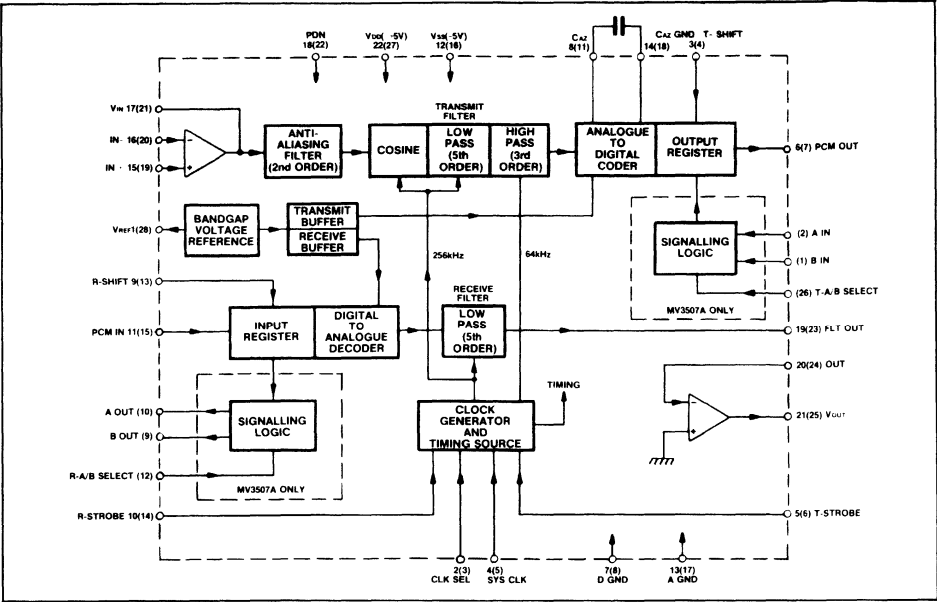 PDN
18(22)
VDD( -5V)
22(27)
VSS( -5V)
12(16)
CAZ
8(11)
CAZ GND
14(18)
T- SHIFT
3(4)
VIN 17(21)
IN- 16(20)
IN · 15(19)
-
+
ANTI-
ALIASING
FILTER
(2nd ORDER)
TRANSMIT
FILTER
COSINE
LOW
PASS
(5th
ORDER)
HIGH
PASS
(3rd
ORDER)
ANALOGUE
TO
DIGITAL
CODER
OUTPUT
REGISTER
6(7) PCM OUT
VREF1(28)
BANDGAP
VOLTAGE
REFERENCE
TRANSMIT
BUFFER
RECEIVE
BUFFER
256kHz
64kHz
SIGNALLING
LOGIC
MV3507A ONLY
(2) A IN
(1) B IN
(26) T-A/B SELECT
R-SHIFT 9(13)
PCM IN 11(15)
INPUT
REGISTER
DIGITAL
TO
ANALOGUE
DECODER
RECEIVE
FILTER
LOW
PASS
(5th
ORDER)
19(23) FLT OUT
20(24) OUT
21(25) VOUT
-
+
A OUT (10)
B OUT (9)
R-A/B SELECT (12)
SIGNALLING
LOGIC
MV3507A ONLY
TIMING
CLOCK
GENERATOR
AND
TIMING SOURCE
R-STROBE 10(14)
5(6) T-STROBE
2(3)
CLK SEL
4(5)
SYS CLK
7(8)
D GND
13(17)
A GND